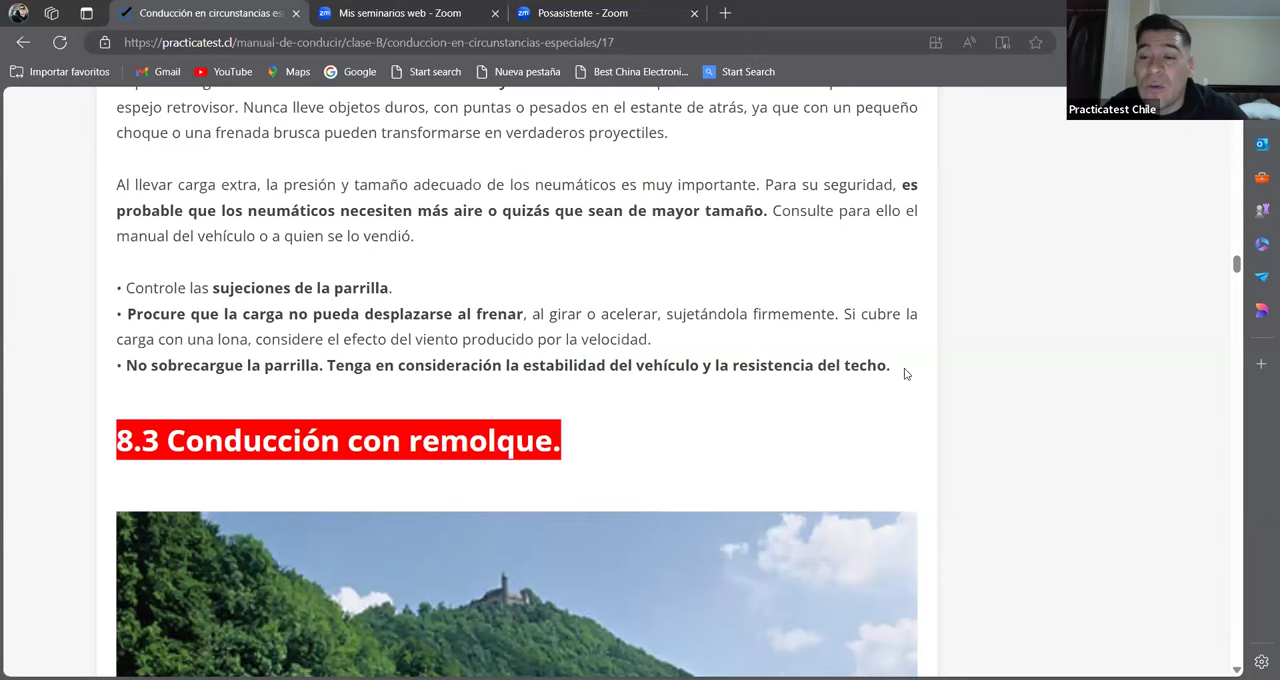 Conducción en circunstancias es
Mis seminarios web - Zoom
Posasistente - Zoom
https://practicatest.cl/manual-de-conducir/clase-B/conduccion-en-circunstancias-especiales/17
Importar favoritos
Gmail
YouTube
Maps
Google
Start search
Nueva pestaña
Best China Electroni...
Start Search
Practicatest Chile
espejo retrovisor. Nunca lleve objetos duros, con puntas o pesados en el estante de atrás, ya que con un pequeño
choque o una frenada brusca pueden transformarse en verdaderos proyectiles.
Al llevar carga extra, la presión y tamaño adecuado de los neumáticos es muy importante. Para su seguridad, es
probable que los neumáticos necesiten más aire o quizás que sean de mayor tamaño. Consulte para ello el
manual del vehículo o a quien se lo vendió.
• Controle las sujeciones de la parrilla.
• Procure que la carga no pueda desplazarse al frenar, al girar o acelerar, sujetándola firmemente. Si cubre la
carga con una lona, considere el efecto del viento producido por la velocidad.
• No sobrecargue la parrilla. Tenga en consideración la estabilidad del vehículo y la resistencia del techo.
8.3 Conducción con remolque.